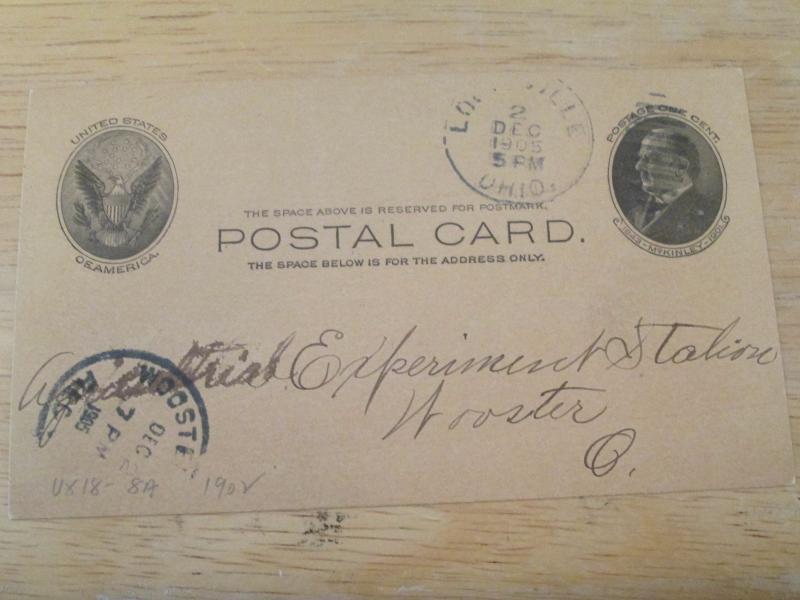 UNITED STATES
OF AMERICA.
LOUISVILLE
2
DEC
1905
5 PM
OHIO.
POSTAGE ONE CENT.
1843-McKINLEY-1901
THE SPACE ABOVE IS RESERVED FOR POSTMARK.
POSTAL CARD.
THE SPACE BELOW IS FOR THE ADDRESS ONLY.
Experiment Station
Wooster
O.
WOOSTER
DEC
7 PM
1905
REC'D
UX18-8A 1902